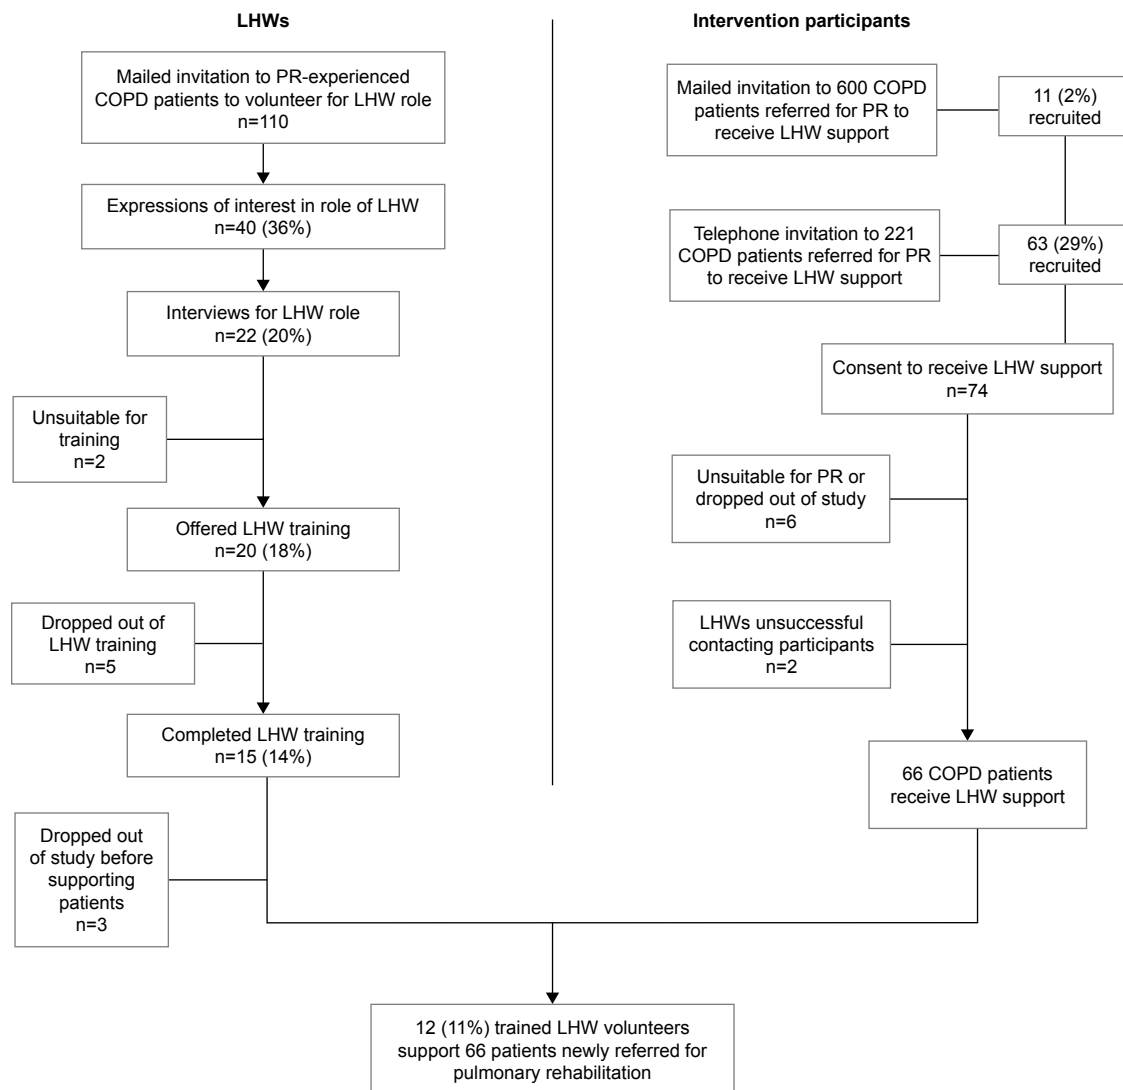 LHWs
Mailed invitation to PR-experienced
COPD patients to volunteer for LHW role
n=110
Expressions of interest in role of LHW
n=40 (36%)
Interviews for LHW role
n=22 (20%)
Unsuitable for
training
n=2
Offered LHW training
n=20 (18%)
Dropped out of
LHW training
n=5
Completed LHW training
n=15 (14%)
Dropped out
of study before
supporting
patients
n=3
Intervention participants
Mailed invitation to 600 COPD
patients referred for PR to
receive LHW support
11 (2%)
recruited
Telephone invitation to 221
COPD patients referred for PR
to receive LHW support
63 (29%)
recruited
Consent to receive LHW support
n=74
Unsuitable for PR or
dropped out of study
n=6
LHWs unsuccessful
contacting participants
n=2
66 COPD patients
receive LHW support
12 (11%) trained LHW volunteers
support 66 patients newly referred for
pulmonary rehabilitation